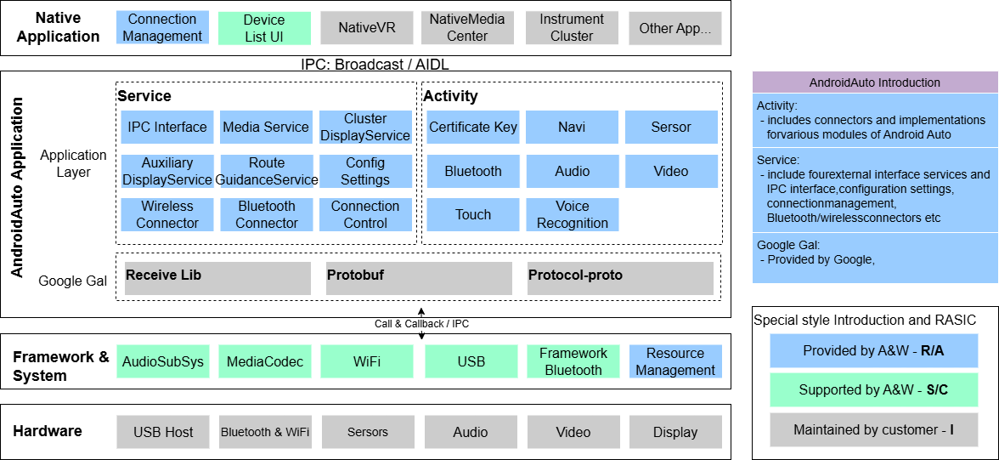 Native
Application
Connection
Management
Device
List UI
NativeVR
NativeMedia
Center
Instrument
Cluster
Other App...
IPC: Broadcast / AIDL
AndroidAuto Application
Application
Layer
Service
IPC Interface
Media Service
Cluster
DisplayService
Auxiliary
DisplayService
Route
GuidanceService
Config
Settings
Wireless
Connector
Bluetooth
Connector
Connection
Control
Activity
Certificate Key
Navi
Sersor
Bluetooth
Audio
Video
Touch
Voice
Recognition
Google Gal
Receive Lib
Protobuf
Protocol-proto
Call & Callback / IPC
Framework &
System
AudioSubSys
MediaCodec
WiFi
USB
Framework
Bluetooth
Resource
Management
Hardware
USB Host
Bluetooth & WiFi
Sersors
Audio
Video
Display
AndroidAuto Introduction
Activity:
- includes connectors and implementations
forvarious modules of Android Auto
Service:
- include fourexternal interface services and
IPC interface,configuration settings,
connectionmanagement,
Bluetooth/wirelessconnectors etc
Google Gal:
- Provided by Google,
Special style Introduction and RASIC
Provided by A&W - R/A
Supported by A&W - S/C
Maintained by customer - I